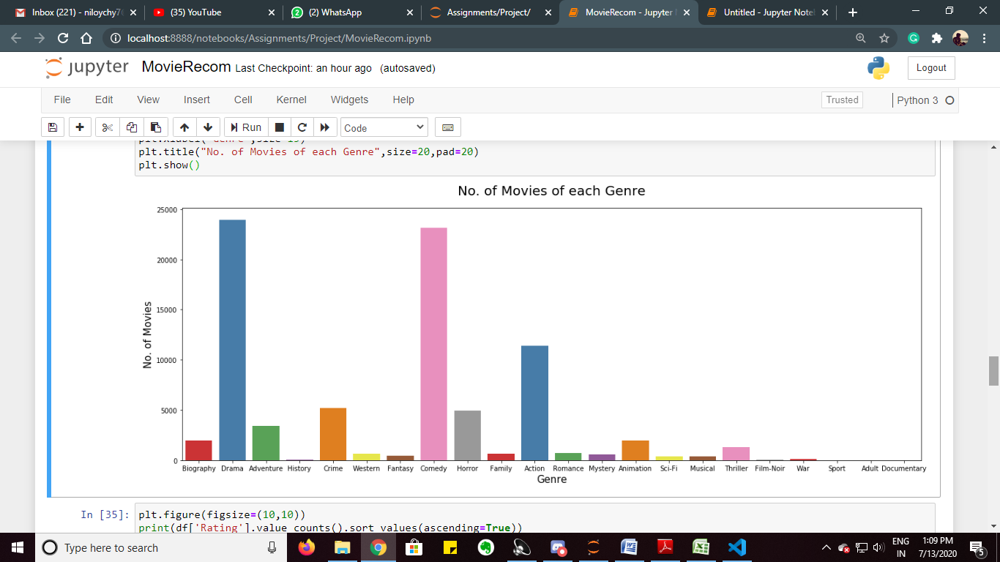 Inbox (221) - niloychy7
(35) YouTube
(2) WhatsApp
Assignments/Project/
MovieRecom - Jupyter
Untitled - Jupyter Note
localhost:8888/notebooks/Assignments/Project/MovieRecom.ipynb
jupyter MovieRecom Last Checkpoint: an hour ago (autosaved)
Logout
File Edit View Insert Cell Kernel Widgets Help
Trusted
Python 3
Run
Code
plt.xlabel("Genre",size=15)
plt.title("No. of Movies of each Genre",size=20,pad=20)
plt.show()
No. of Movies of each Genre
25000
20000
15000
10000
5000
0
No. of Movies
Biography Drama Adventure History Crime Western Fantasy Comedy Horror Family Action Romance Mystery Animation Sci-Fi Musical Thriller Film-Noir War Sport Adult Documentary
Genre
In [35]:
plt.figure(figsize=(10,10))
print(df['Rating'].value_counts().sort_values(ascending=True))
Type here to search
ENG
IN
1:09 PM
7/13/2020
5